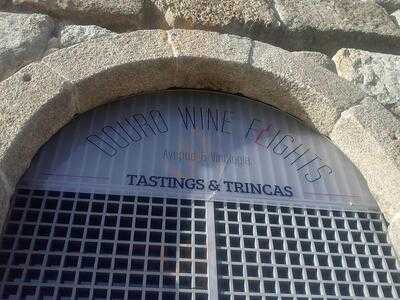 DOURO WINE FLIGHTS
TASTINGS & TRINCAS